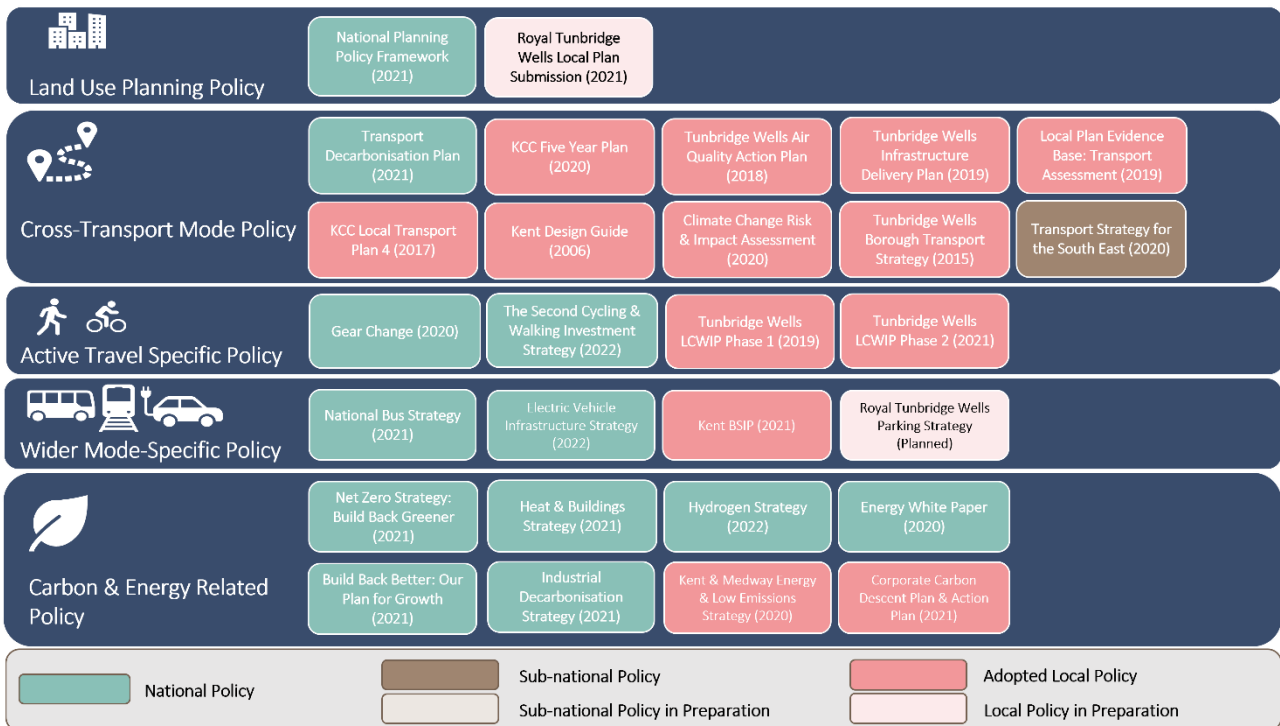 Land Use Planning Policy
National Planning
Policy Framework
(2021)
Royal Tunbridge
Wells Local Plan
Submission (2021)
Cross-Transport Mode Policy
Transport
Decarbonisation Plan
(2021)
KCC Five Year Plan
(2020)
Tunbridge Wells Air
Quality Action Plan
(2018)
Tunbridge Wells
Infrastructure
Delivery Plan (2019)
Local Plan Evidence
Base: Transport
Assessment (2019)
KCC Local Transport
Plan 4 (2017)
Kent Design Guide
(2006)
Climate Change Risk
& Impact Assessment
(2020)
Tunbridge Wells
Borough Transport
Strategy (2015)
Transport Strategy for
the South East (2020)
Active Travel Specific Policy
Gear Change (2020)
The Second Cycling &
Walking Investment
Strategy (2022)
Tunbridge Wells
LCWIP Phase 1 (2019)
Tunbridge Wells
LCWIP Phase 2 (2021)
Wider Mode-Specific Policy
National Bus Strategy
(2021)
Electric Vehicle
Infrastructure Strategy
(2022)
Kent BSIP (2021)
Royal Tunbridge Wells
Parking Strategy
(Planned)
Carbon & Energy Related
Policy
Net Zero Strategy:
Build Back Greener
(2021)
Heat & Buildings
Strategy (2021)
Hydrogen Strategy
(2022)
Energy White Paper
(2020)
Build Back Better: Our
Plan for Growth
(2021)
Industrial
Decarbonisation
Strategy (2021)
Kent & Medway Energy
& Low Emissions
Strategy (2020)
Corporate Carbon
Descent Plan & Action
Plan (2021)
National Policy
Sub-national Policy
Sub-national Policy in Preparation
Adopted Local Policy
Local Policy in Preparation